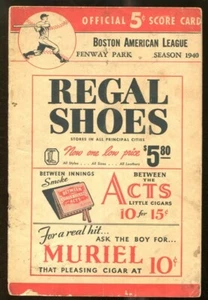 OFFICIAL 5¢ SCORE CARD
BOSTON AMERICAN LEAGUE
FENWAY PARK SEASON 1940
REGAL
SHOES
STORES IN ALL PRINCIPAL CITIES
Now one low price $5.80
BETWEEN INNINGS
Smoke
BETWEEN
THE
ACTS
LITTLE CIGARS
10 for 15¢
For a real hit...
ASK THE BOY FOR...
MURIEL
THAT PLEASING CIGAR AT 10¢